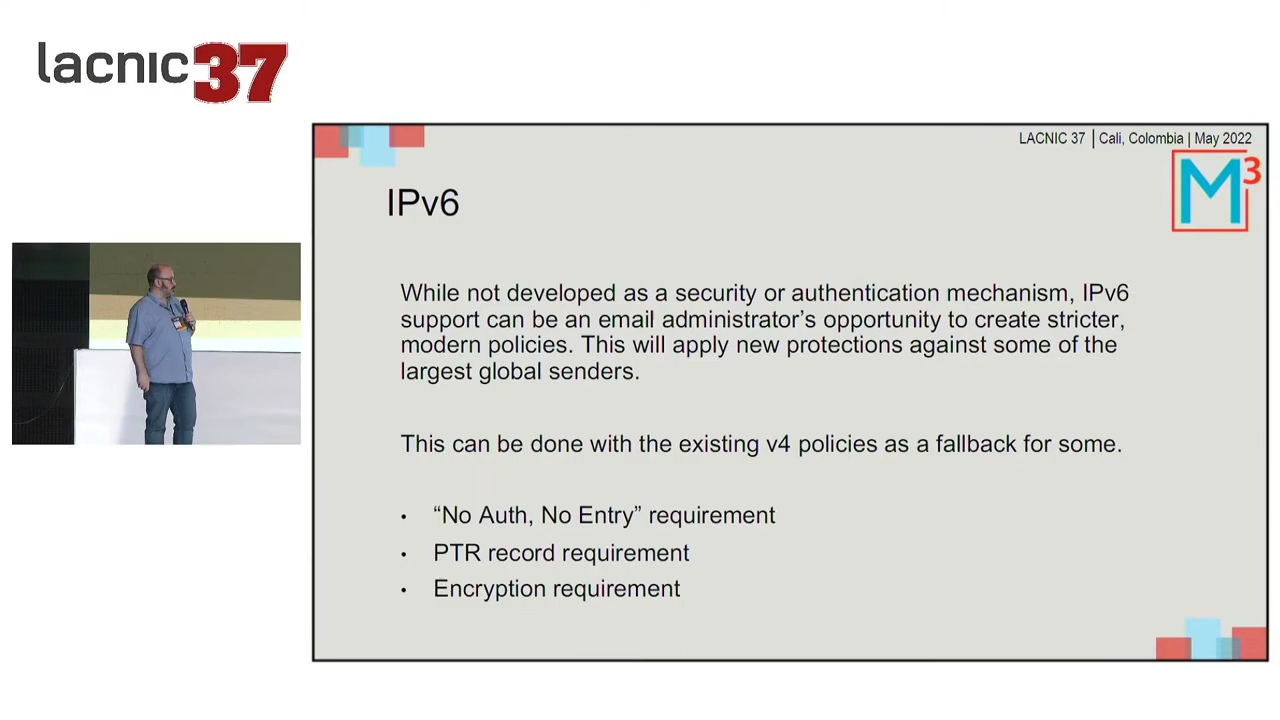 lacnic37
LACNIC 37 | Cali, Colombia | May 2022
M3
IPv6
While not developed as a security or authentication mechanism, IPv6
support can be an email administrator’s opportunity to create stricter,
modern policies. This will apply new protections against some of the
largest global senders.
This can be done with the existing v4 policies as a fallback for some.
• “No Auth, No Entry” requirement
• PTR record requirement
• Encryption requirement